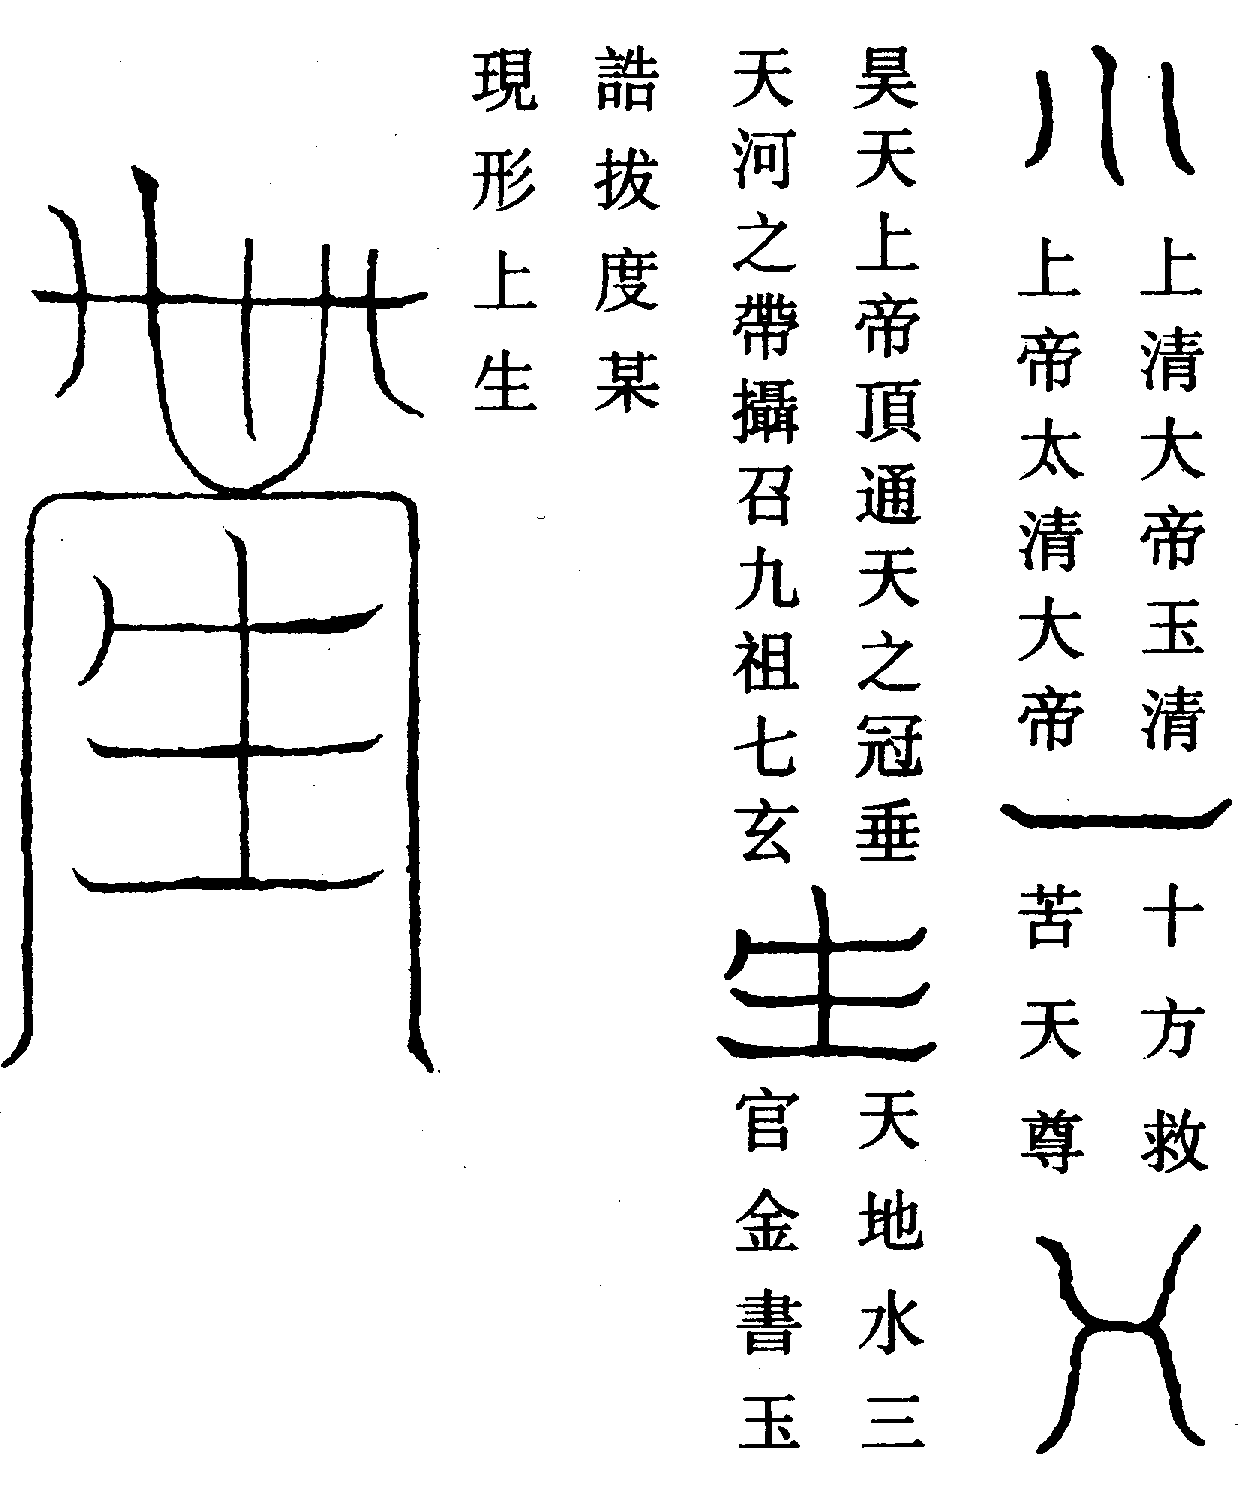 上清大帝玉清
上帝太清大帝
十方救
苦天尊
昊天上帝頂通天之冠垂
天河之帶攝召九祖七玄
生
天地水三
官金書玉
誥拔度某
現形上生
生